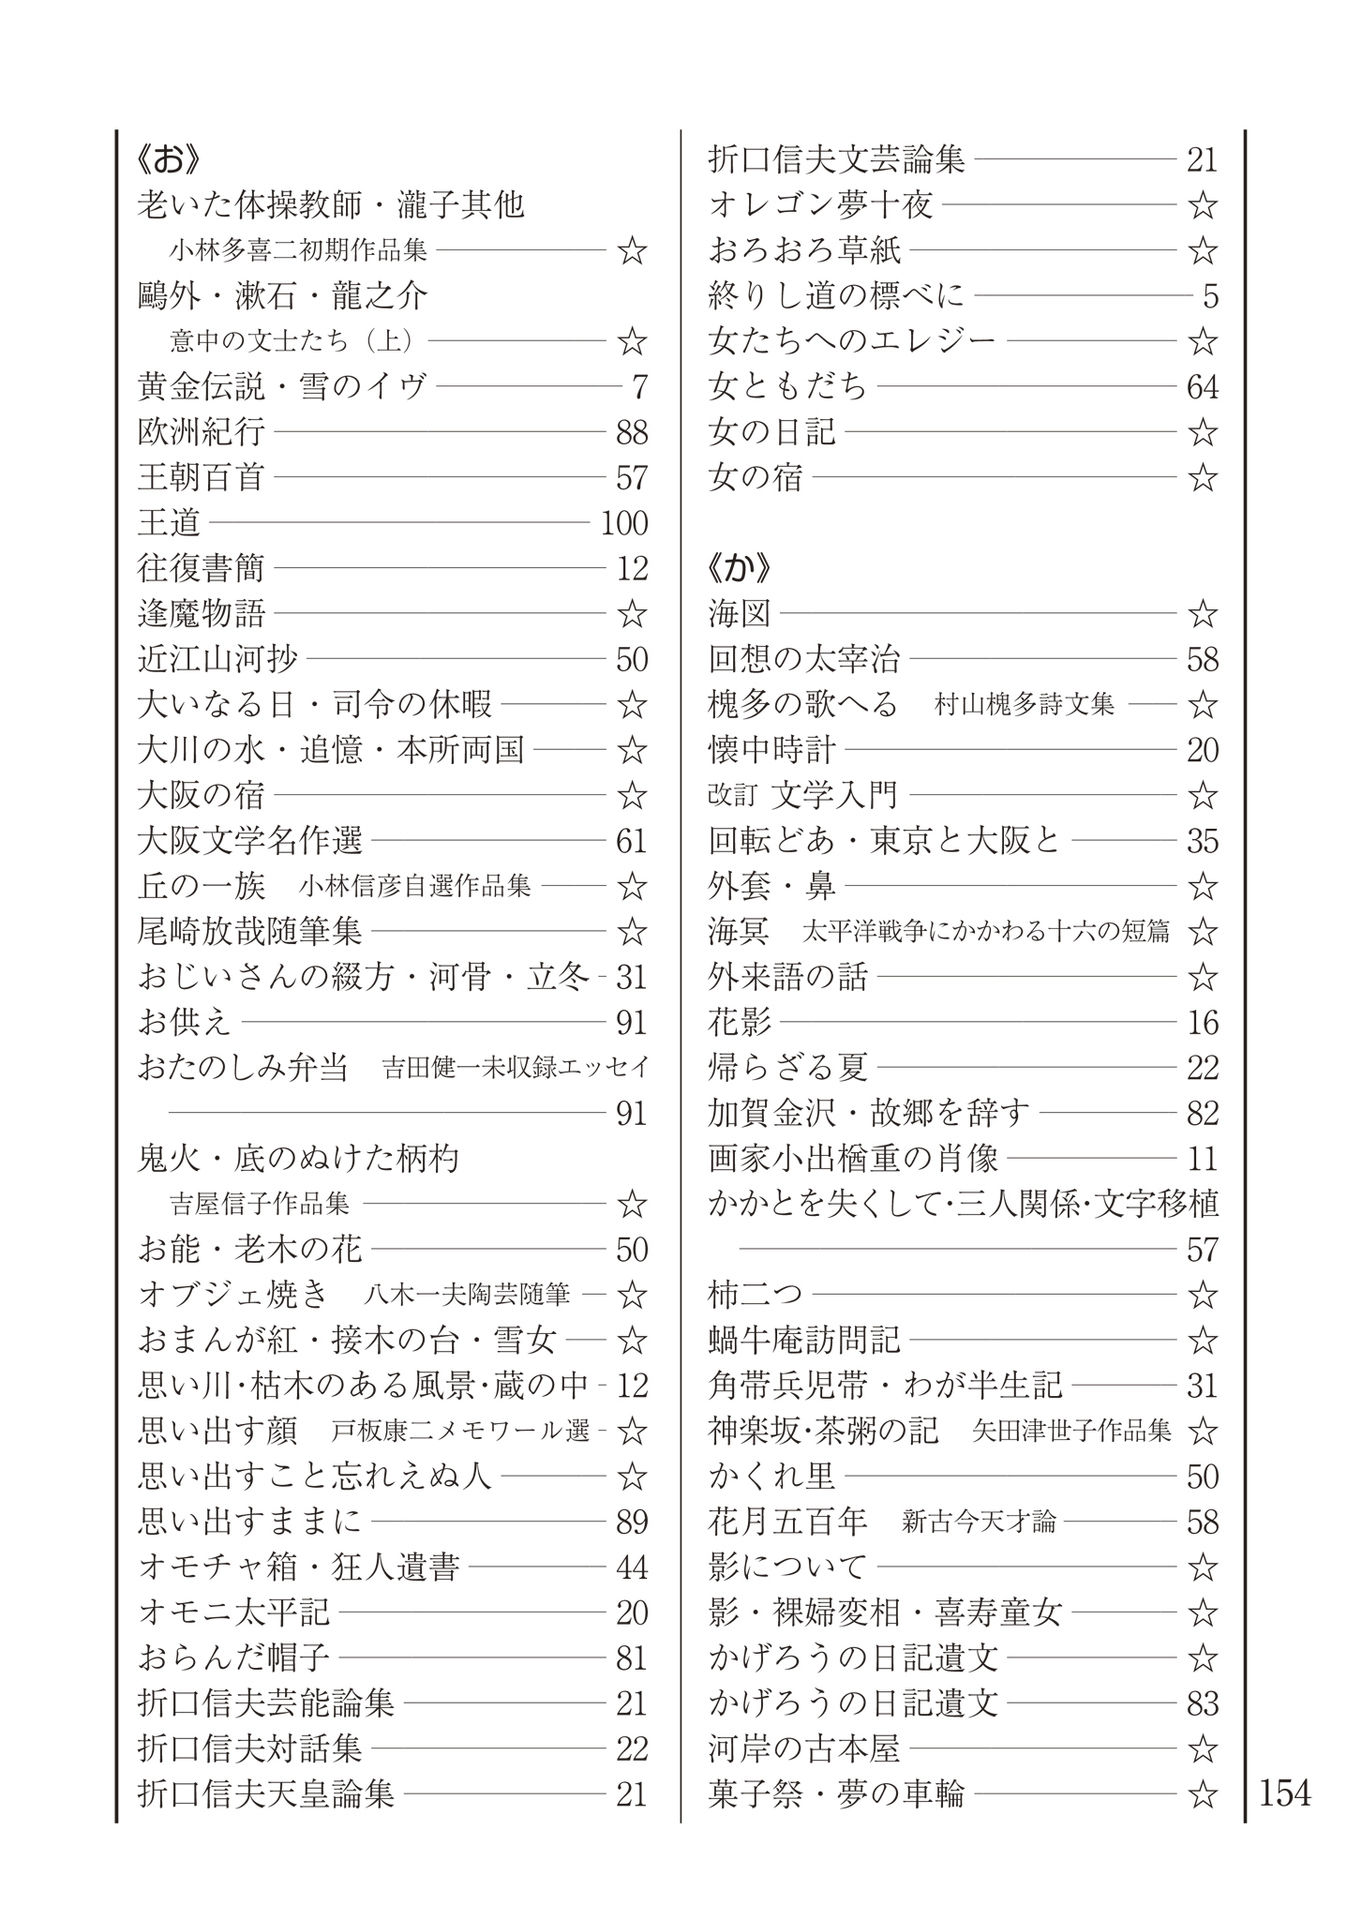 《お》
老いた体操教師・瀧子其他
小林多喜二初期作品集 ☆
鷗外・漱石・龍之介
意中の文士たち（上） ☆
黄金伝説・雪のイヴ 7
欧洲紀行 88
王朝百首 57
王道 100
往復書簡 12
逢魔物語 ☆
近江山河抄 50
大いなる日・司令の休暇 ☆
大川の水・追憶・本所両国 ☆
大阪の宿 ☆
大阪文学名作選 61
丘の一族　小林信彦自選作品集 ☆
尾崎放哉随筆集 ☆
おじいさんの綴方・河骨・立冬 31
お供え 91
おたのしみ弁当　吉田健一未収録エッセイ
91
鬼火・底のぬけた柄杓
吉屋信子作品集 ☆
お能・老木の花 50
オブジェ焼き　八木一夫陶芸随筆 ☆
おまんが紅・接木の台・雪女 ☆
思い川・枯木のある風景・蔵の中 12
思い出す顔　戸板康二メモワール選 ☆
思い出すこと忘れえぬ人 ☆
思い出すままに 89
オモチャ箱・狂人遺書 44
オモニ太平記 20
おらんだ帽子 81
折口信夫芸能論集 21
折口信夫対話集 22
折口信夫天皇論集 21
折口信夫文芸論集 21
オレゴン夢十夜 ☆
おろおろ草紙 ☆
終りし道の標べに 5
女たちへのエレジー ☆
女ともだち 64
女の日記 ☆
女の宿 ☆
《か》
海図 ☆
回想の太宰治 58
槐多の歌へる　村山槐多詩文集 ☆
懐中時計 20
改訂 文学入門 ☆
回転どあ・東京と大阪と 35
外套・鼻 ☆
海冥　太平洋戦争にかかわる十六の短篇 ☆
外来語の話 ☆
花影 16
帰らざる夏 22
加賀金沢・故郷を辞す 82
画家小出楢重の肖像 11
かかとを失くして・三人関係・文字移植
57
柿二つ ☆
蝸牛庵訪問記 ☆
角帯兵児帯・わが半生記 31
神楽坂・茶粥の記　矢田津世子作品集 ☆
かくれ里 50
花月五百年　新古今天才論 58
影について ☆
影・裸婦変相・喜寿童女 ☆
かげろうの日記遺文 ☆
かげろうの日記遺文 83
河岸の古本屋 ☆
菓子祭・夢の車輪 ☆
154